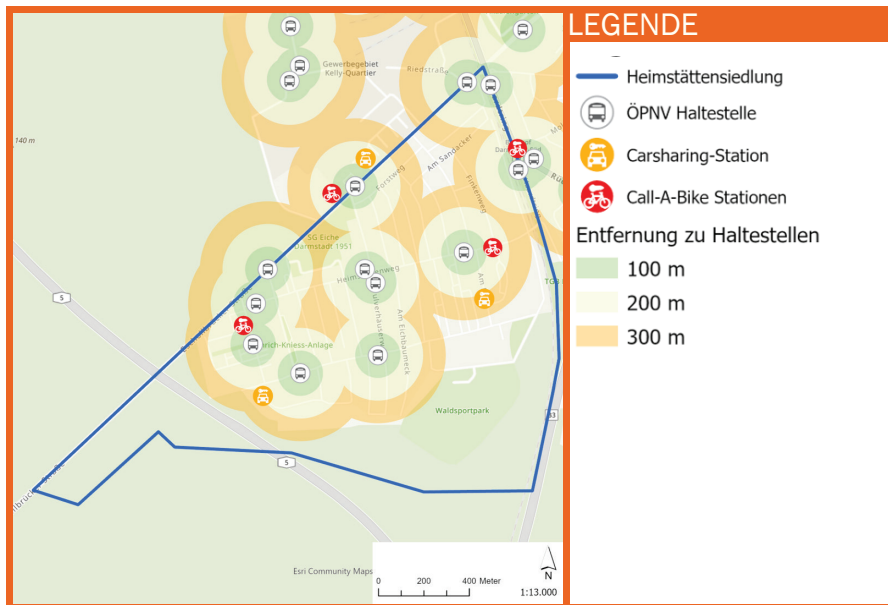 LEGENDE
Heimstättensiedlung
ÖPNV Haltestelle
Carsharing-Station
Call-A-Bike Stationen
Entfernung zu Haltestellen
100 m
200 m
300 m
Gewerbegebiet
Kelly-Quartier
Riedstraße
140 m
Am Sandacker
Forstweg
Finkenweg
SG Eiche
Darmstadt 1951
5
Am Eichbaumeck
Waldsportpark
5
Esri Community Maps
0 200 400 Meter
N
1:13.000